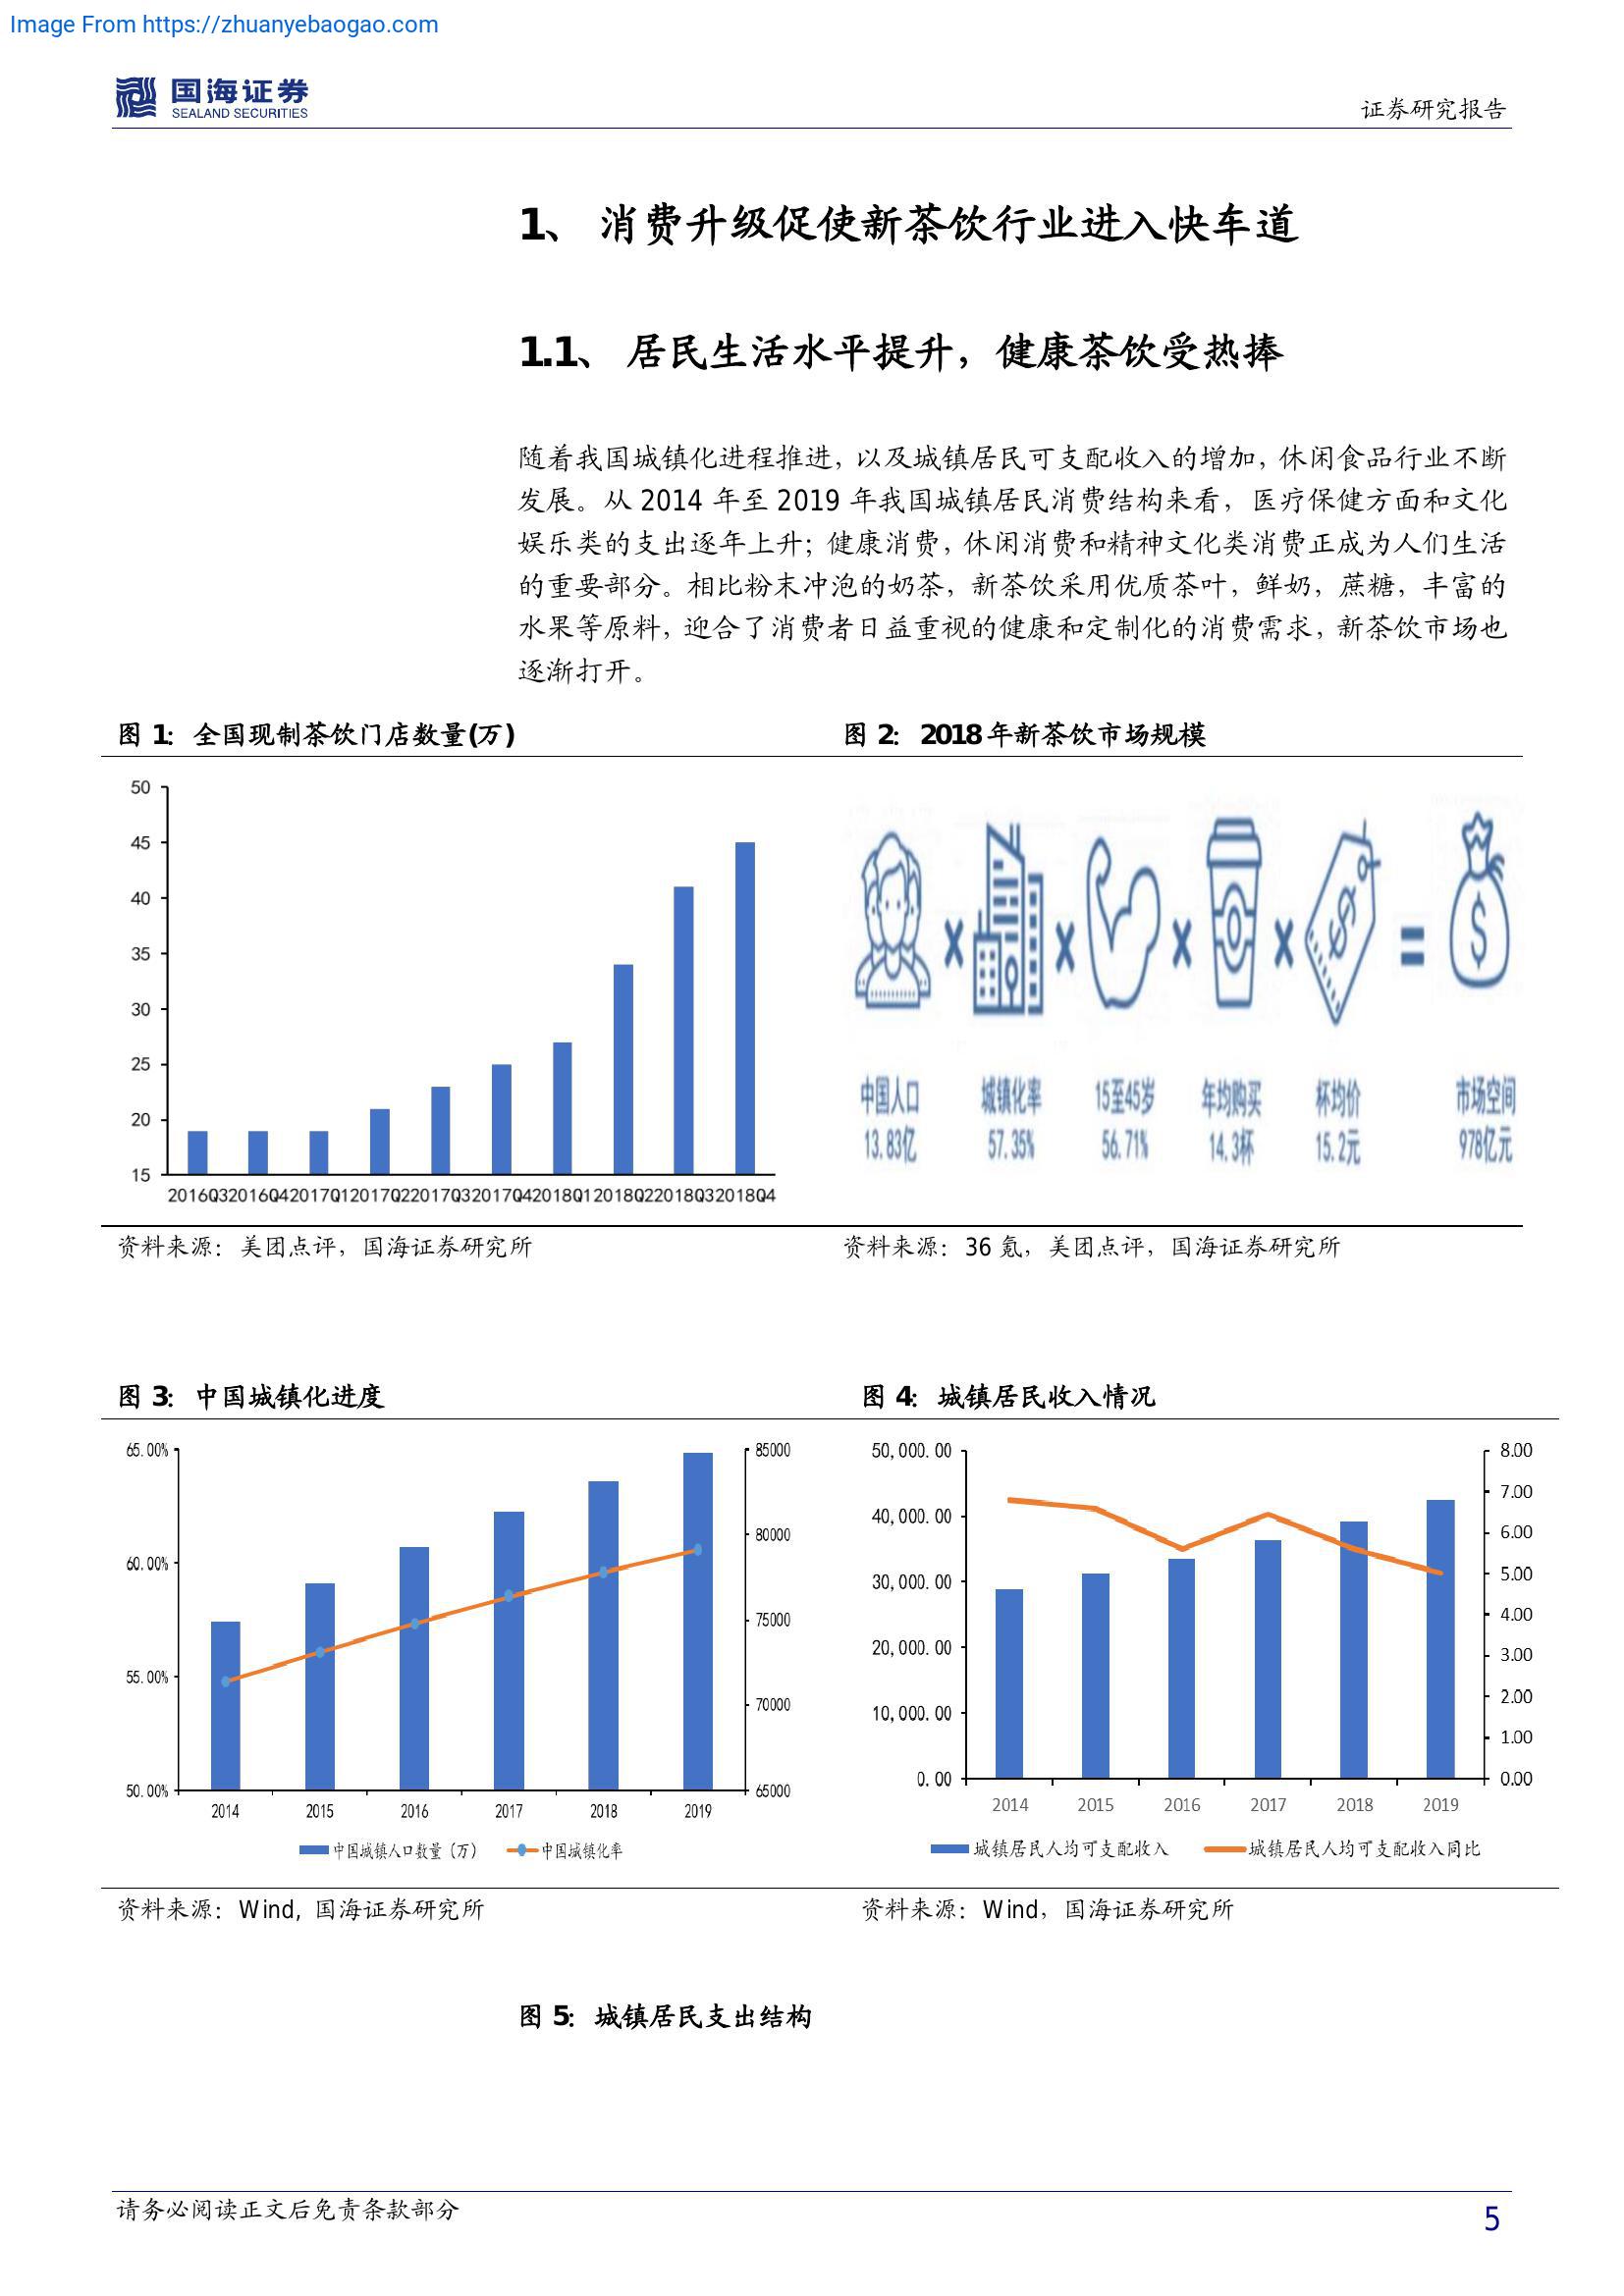 Image From https://zhuanyebaogao.com
国海证券
SEALAND SECURITIES
证券研究报告
1、 消费升级促使新茶饮行业进入快车道
1.1、 居民生活水平提升，健康茶饮受热捧
随着我国城镇化进程推进，以及城镇居民可支配收入的增加，休闲食品行业不断
发展。从 2014 年至 2019 年我国城镇居民消费结构来看，医疗保健方面和文化
娱乐类的支出逐年上升；健康消费，休闲消费和精神文化类消费正成为人们生活
的重要部分。相比粉末冲泡的奶茶，新茶饮采用优质茶叶，鲜奶，蔗糖，丰富的
水果等原料，迎合了消费者日益重视的健康和定制化的消费需求，新茶饮市场也
逐渐打开。
图 1: 全国现制茶饮门店数量(万)
50
45
40
35
30
25
20
15
2016Q3 2016Q4 2017Q1 2017Q2 2017Q3 2017Q4 2018Q1 2018Q2 2018Q3 2018Q4
资料来源：美团点评，国海证券研究所
图 2: 2018 年新茶饮市场规模
× × × × =
中国人口 城镇化率 15至45岁 年均购买 杯均价 市场空间
13.83亿 57.35% 56.71% 14.3杯 15.2元 978亿元
资料来源：36 氪，美团点评，国海证券研究所
图 3: 中国城镇化进度
65.00%
60.00%
55.00%
50.00%
85000
80000
75000
70000
65000
2014 2015 2016 2017 2018 2019
中国城镇人口数量（万） 中国城镇化率
资料来源：Wind, 国海证券研究所
图 4: 城镇居民收入情况
50,000.00
40,000.00
30,000.00
20,000.00
10,000.00
0.00
8.00
7.00
6.00
5.00
4.00
3.00
2.00
1.00
0.00
2014 2015 2016 2017 2018 2019
城镇居民人均可支配收入 城镇居民人均可支配收入同比
资料来源：Wind，国海证券研究所
图 5: 城镇居民支出结构
请务必阅读正文后免责条款部分
5